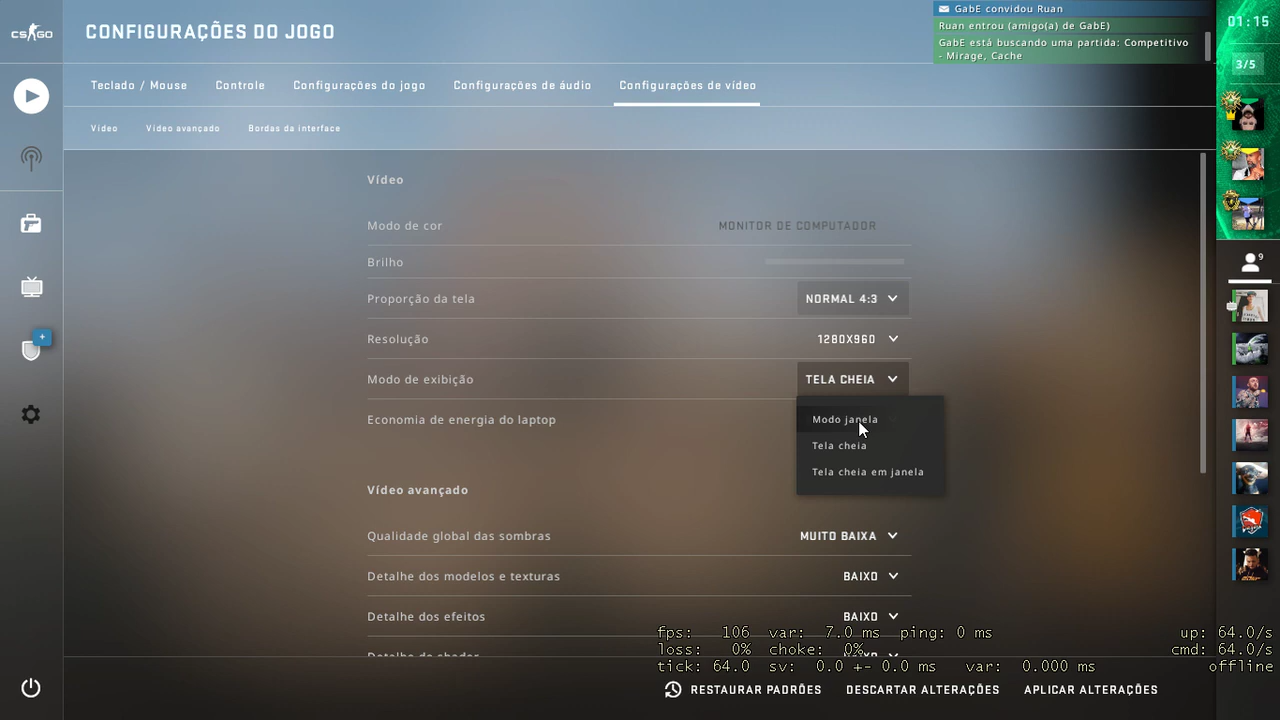 CS GO
CONFIGURAÇÕES DO JOGO
GabE convidou Ruan
Ruan entrou (amigo(a) de GabE)
GabE está buscando uma partida: Competitivo
- Mirage, Cache
01:15
3/5
Teclado / Mouse
Controle
Configurações do jogo
Configurações de áudio
Configurações de vídeo
Vídeo
Vídeo avançado
Bordas da interface
Vídeo
Modo de cor
MONITOR DE COMPUTADOR
Brilho
Proporção da tela
NORMAL 4:3
9
Resolução
1280X960
Modo de exibição
TELA CHEIA
Economia de energia do laptop
Modo janela
Tela cheia
Tela cheia em janela
Vídeo avançado
Qualidade global das sombras
MUITO BAIXA
Detalhe dos modelos e texturas
BAIXO
Detalhe dos efeitos
BAIXO
fps: 106 var: 7.0 ms ping: 0 ms
up: 64.0/s
loss: 0% choke: 0%
cmd: 64.0/s
tick: 64.0 sv: 0.0 +- 0.0 ms var: 0.000 ms
offline
RESTAURAR PADRÕES
DESCARTAR ALTERAÇÕES
APLICAR ALTERAÇÕES